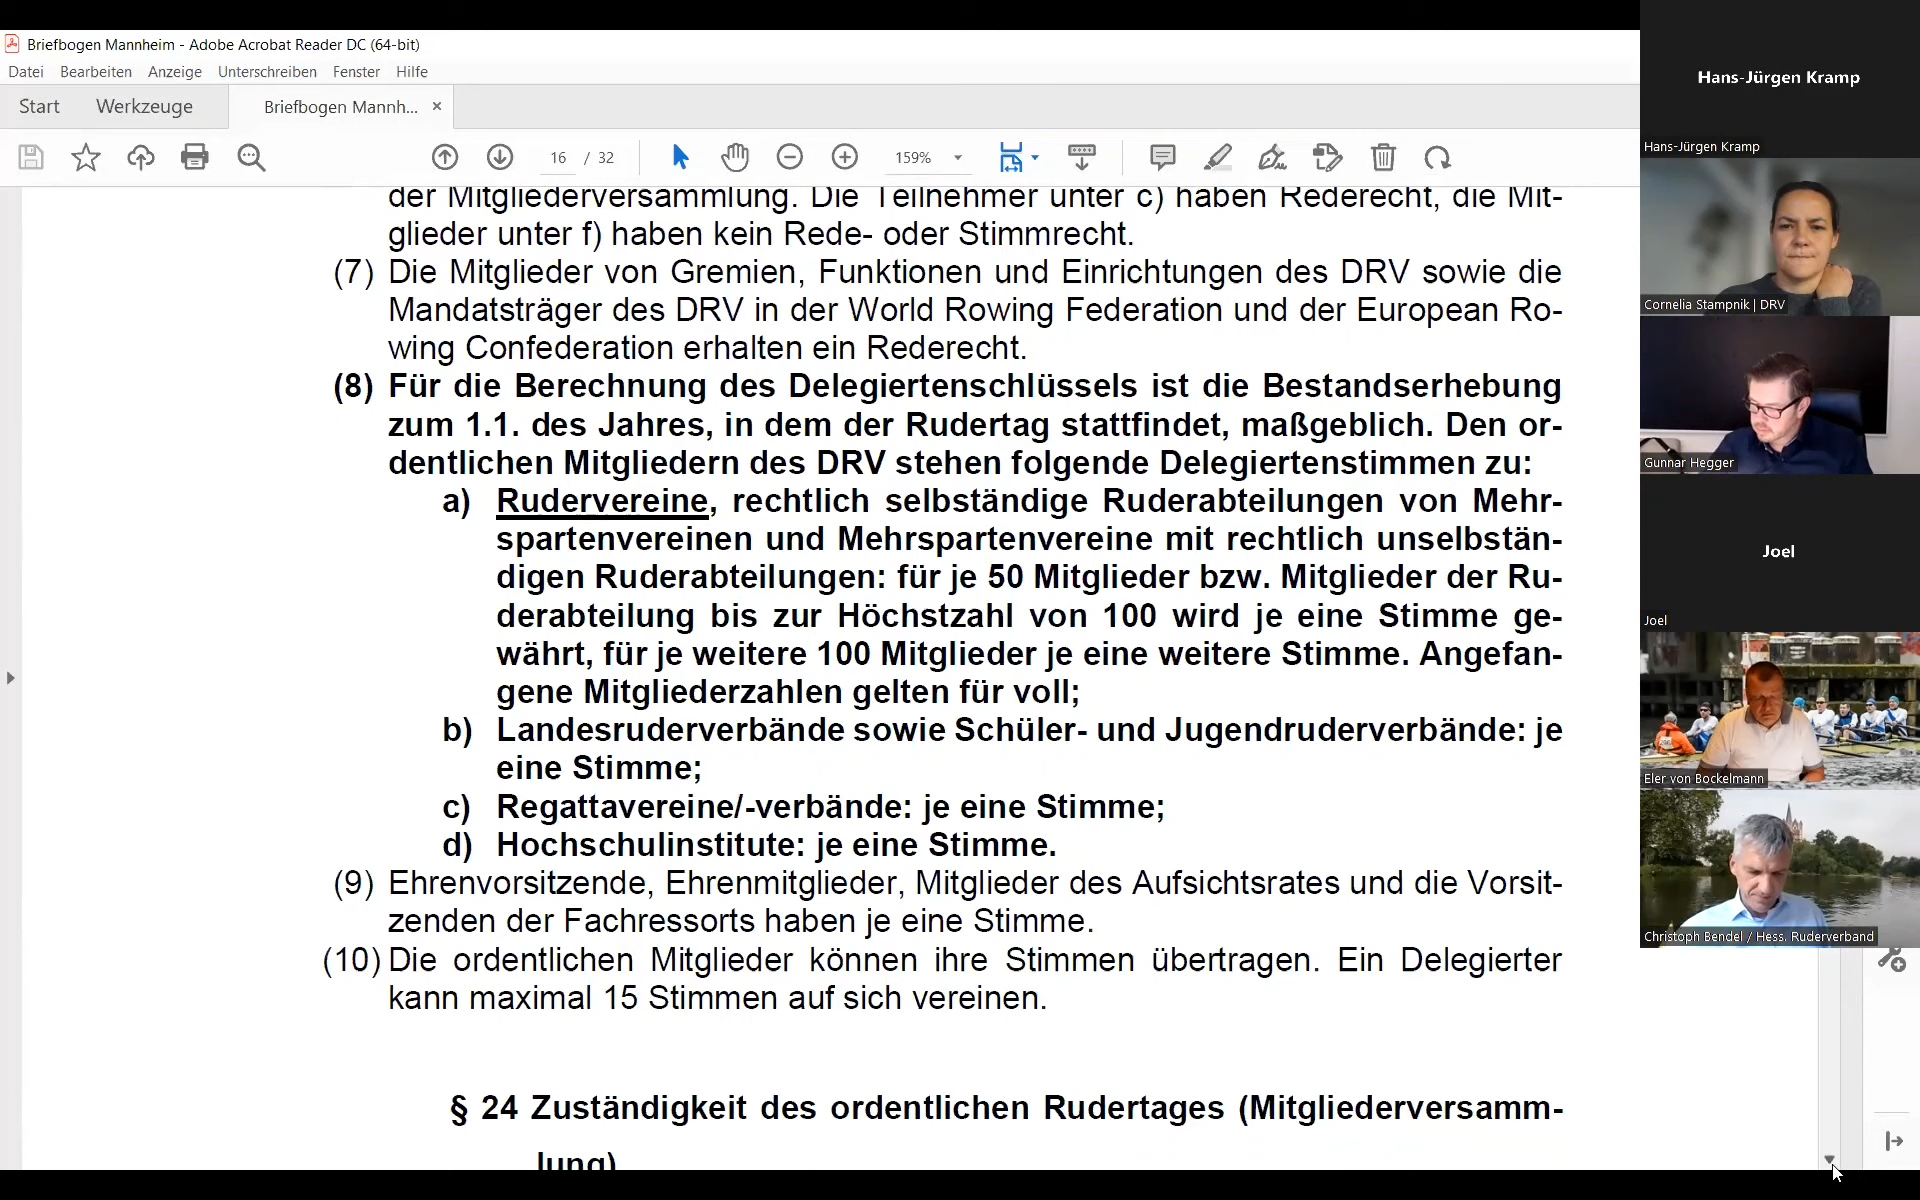 Briefbogen Mannheim - Adobe Acrobat Reader DC (64-bit)
Datei Bearbeiten Anzeige Unterschreiben Fenster Hilfe
Start Werkzeuge Briefbogen Mannh... ×
16 / 32 159%
der Mitgliederversammlung. Die Teilnehmer unter c) haben Rederecht, die Mit-
glieder unter f) haben kein Rede- oder Stimmrecht.
(7) Die Mitglieder von Gremien, Funktionen und Einrichtungen des DRV sowie die
Mandatsträger des DRV in der World Rowing Federation und der European Ro-
wing Confederation erhalten ein Rederecht.
(8) Für die Berechnung des Delegiertenschlüssels ist die Bestandserhebung
zum 1.1. des Jahres, in dem der Rudertag stattfindet, maßgeblich. Den or-
dentlichen Mitgliedern des DRV stehen folgende Delegiertenstimmen zu:
a) Rudervereine, rechtlich selbständige Ruderabteilungen von Mehr-
spartenvereinen und Mehrspartenvereine mit rechtlich unselbstän-
digen Ruderabteilungen: für je 50 Mitglieder bzw. Mitglieder der Ru-
derabteilung bis zur Höchstzahl von 100 wird je eine Stimme ge-
währt, für je weitere 100 Mitglieder je eine weitere Stimme. Angefan-
gene Mitgliederzahlen gelten für voll;
b) Landesruderverbände sowie Schüler- und Jugendruderverbände: je
eine Stimme;
c) Regattavereine/-verbände: je eine Stimme;
d) Hochschulinstitute: je eine Stimme.
(9) Ehrenvorsitzende, Ehrenmitglieder, Mitglieder des Aufsichtsrates und die Vorsit-
zenden der Fachressorts haben je eine Stimme.
(10) Die ordentlichen Mitglieder können ihre Stimmen übertragen. Ein Delegierter
kann maximal 15 Stimmen auf sich vereinen.
§ 24 Zuständigkeit des ordentlichen Rudertages (Mitgliederversamm-
lung)
Hans-Jürgen Kramp
Hans-Jürgen Kramp
Cornelia Stampnik | DRV
Gunnar Hegger
Joel
Joel
Eler von Bockelmann
Christoph Bendel / Hess. Ruderverband